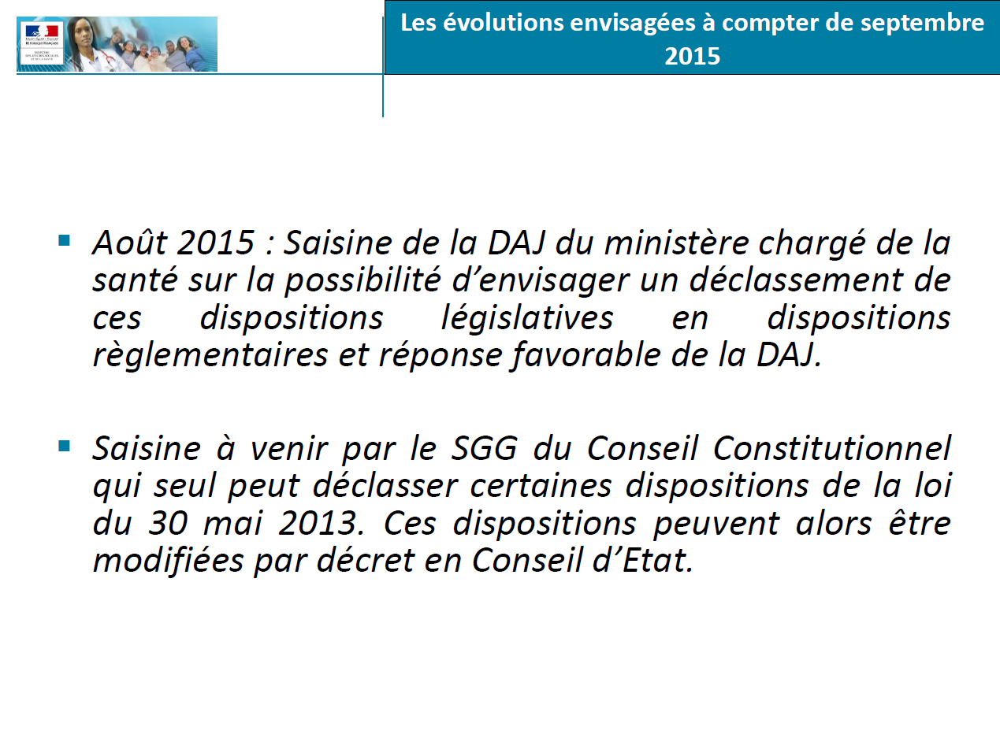 RÉPUBLIQUE FRANÇAISE
MINISTÈRE
DES AFFAIRES SOCIALES
ET DE LA SANTÉ
Les évolutions envisagées à compter de septembre
2015
▪ Août 2015 : Saisine de la DAJ du ministère chargé de la
santé sur la possibilité d’envisager un déclassement de
ces dispositions législatives en dispositions
règlementaires et réponse favorable de la DAJ.
▪ Saisine à venir par le SGG du Conseil Constitutionnel
qui seul peut déclasser certaines dispositions de la loi
du 30 mai 2013. Ces dispositions peuvent alors être
modifiées par décret en Conseil d’Etat.